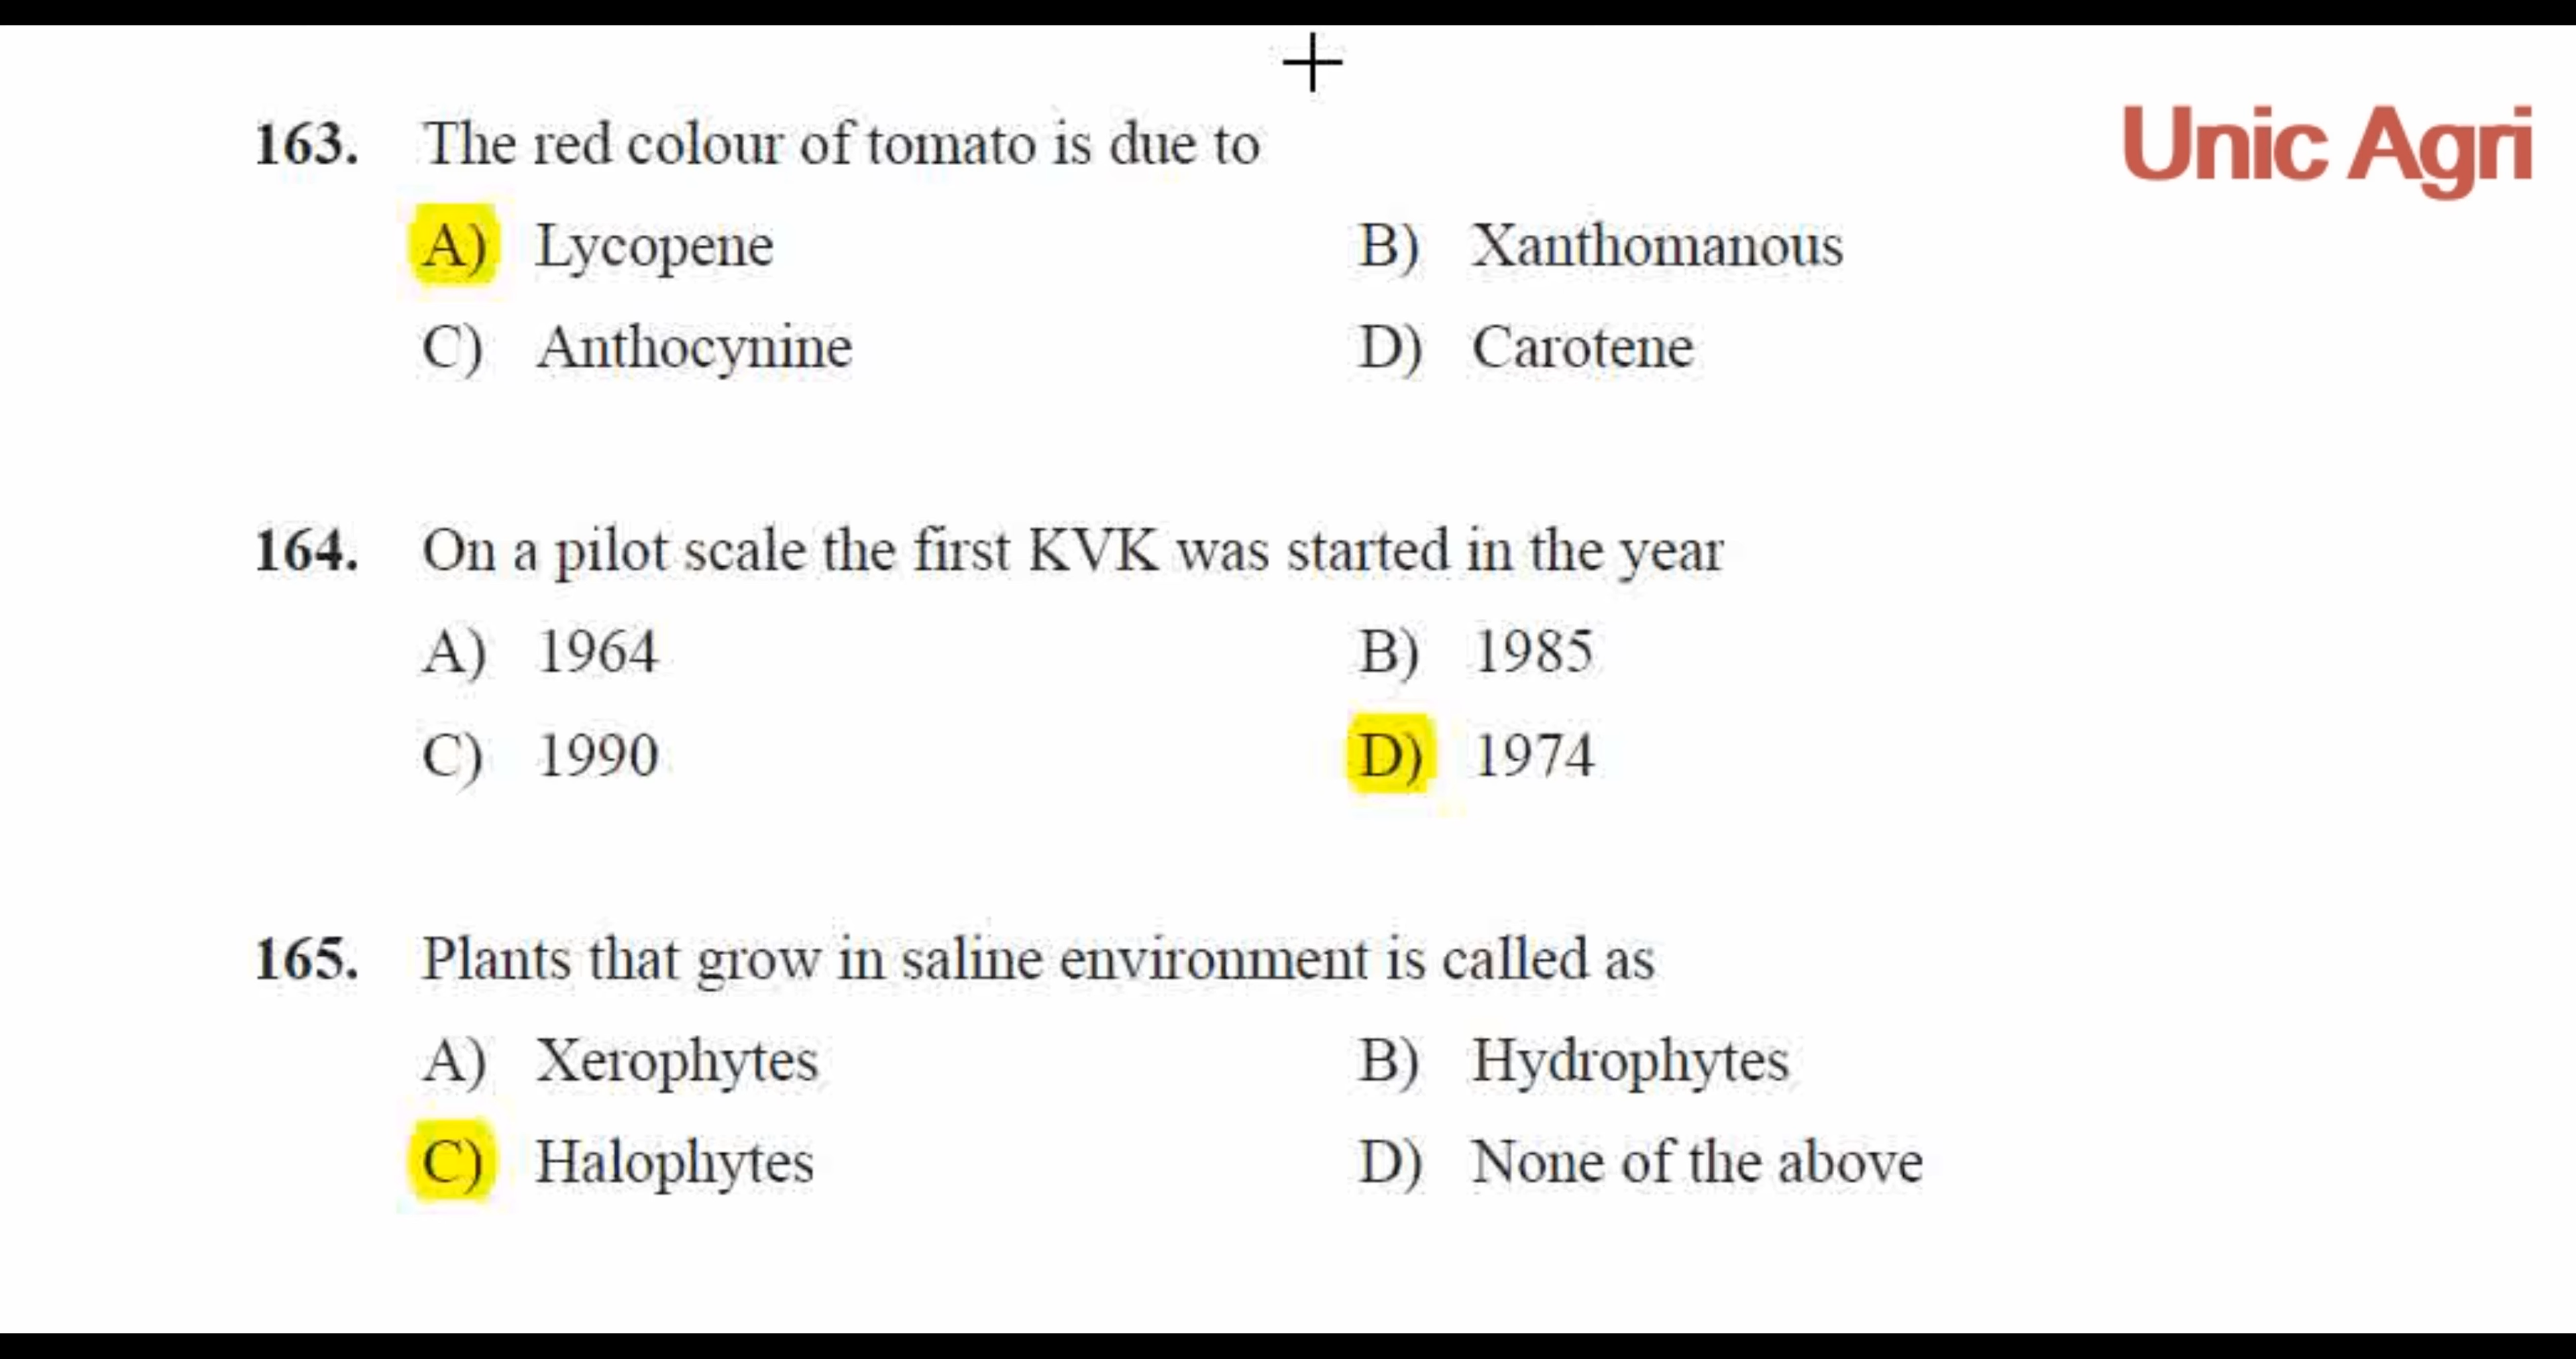 Unic Agri
163. The red colour of tomato is due to
A) Lycopene B) Xanthomanous
C) Anthocynine D) Carotene
164. On a pilot scale the first KVK was started in the year
A) 1964 B) 1985
C) 1990 D) 1974
165. Plants that grow in saline environment is called as
A) Xerophytes B) Hydrophytes
C) Halophytes D) None of the above